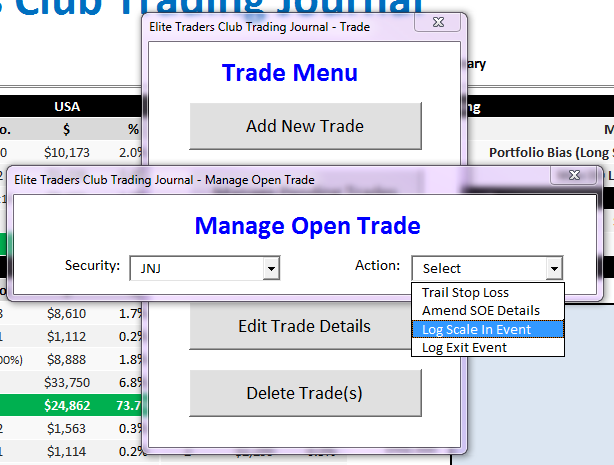 s Club Trading Journal
Elite Traders Club Trading Journal - Trade
Trade Menu
ary
USA
ng
o.
$
%
M
Add New Trade
0
$10,173
2.0%
Portfolio Bias (Long S
Elite Traders Club Trading Journal - Manage Open Trade
Manage Open Trade
Security:
JNJ
Action:
Select
Trail Stop Loss
Amend SOE Details
Log Scale In Event
Log Exit Event
3
$8,610
1.7%
Edit Trade Details
1
$1,112
0.2%
00%)
$8,888
1.8%
$33,750
6.8%
$24,862
73.7
Delete Trade(s)
2
$1,563
0.3%
1
$1,114
0.2%